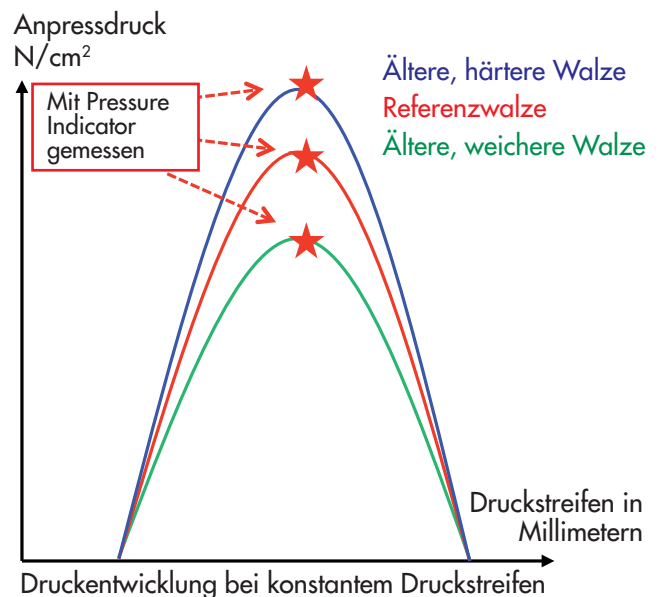 Anpressdruck
N/cm²
Mit Pressure
Indicator
gemessen
Ältere, härtere Walze
Referenzwalze
Ältere, weichere Walze
Druckstreifen in
Millimetern
Druckentwicklung bei konstantem Druckstreifen